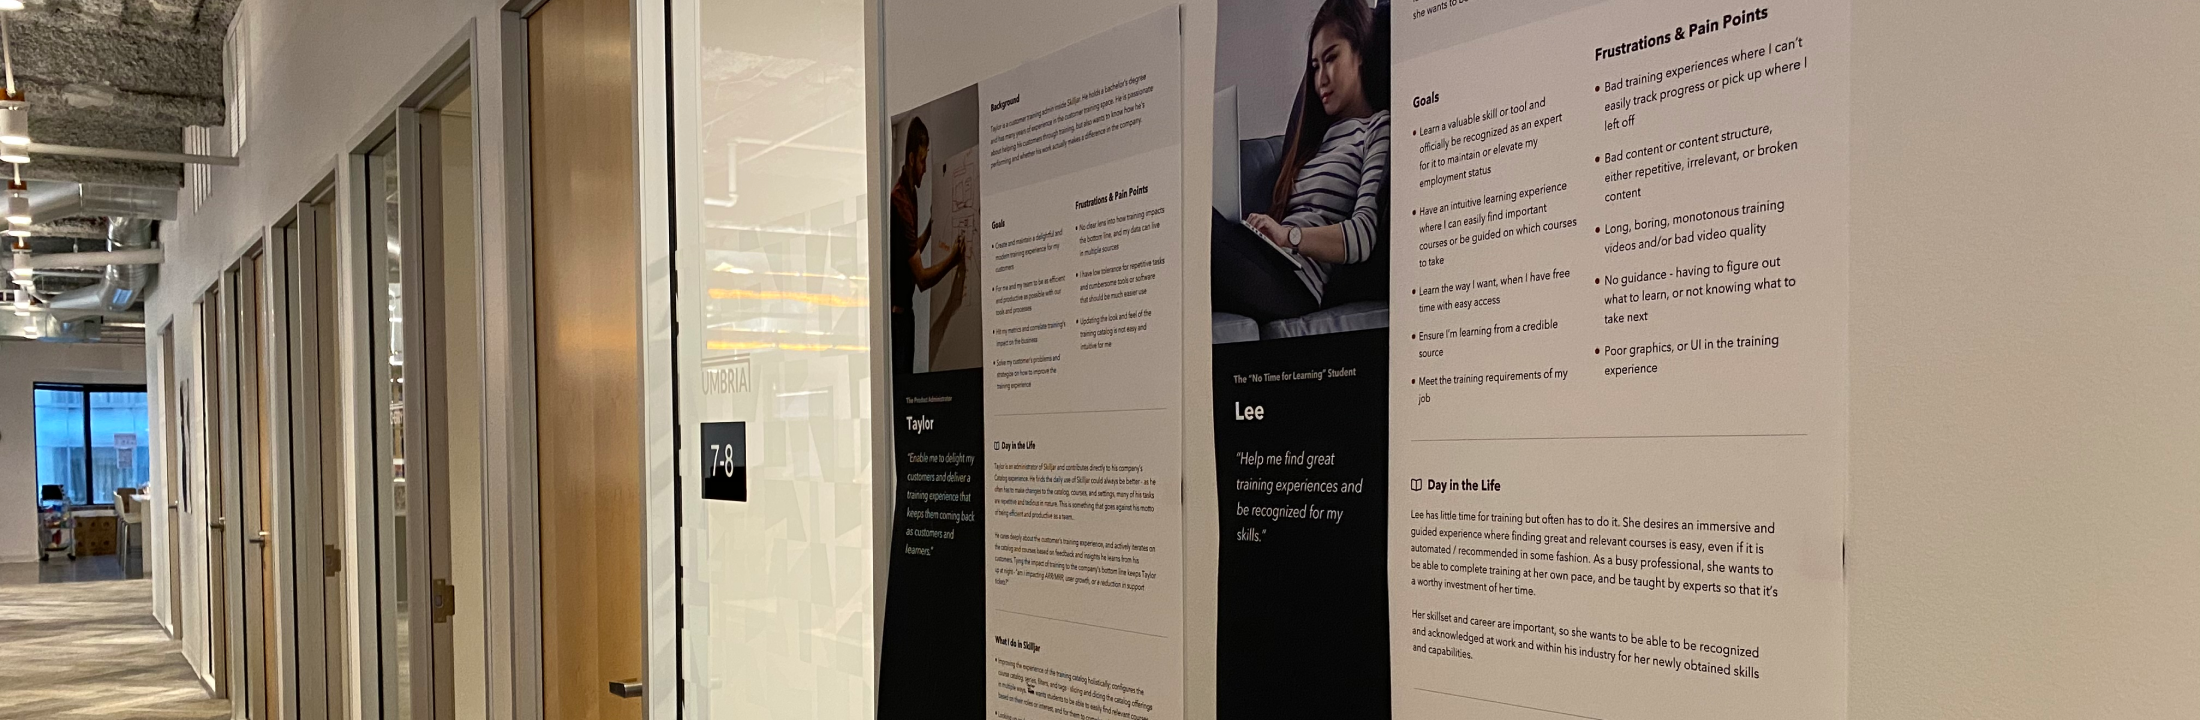 UMBRIA
7-8
The Product Administrator
Taylor
"Enable me to delight my
customers and deliver a
training experience that
keeps them coming back
as customers and
learners."
Background
Taylor is a customer training admin inside Skilljar. He holds a bachelor's degree
and has many years of experience in the customer training space. He is passionate
about helping his customers through training, but also wants to know how he's
performing and whether his work actually makes a difference in the company.
Goals
• Create and maintain a delightful and
modern training experience for my
customers
• For me and my team to be as efficient
and productive as possible with our
tools and processes
• Hit my metrics and correlate training's
impact on the business
• Solve my customer's problems and
strategize on how to improve the
training experience
Frustrations & Pain Points
• No clear lens into how training impacts
the bottom line, and my data can live
in multiple sources
• I have low tolerance for repetitive tasks
and cumbersome tools or software
that should be much easier to use
• Updating the look and feel of the
training catalog is not easy and
intuitive for me
Day in the Life
Taylor is an administrator of Skilljar and contributes directly to his company's
Catalog experience. He finds the daily use of Skilljar could always be better - as he
often has to make changes to the catalog, courses, and settings, many of his tasks
are repetitive and tedious in nature. This is something that goes against his motto
of being efficient and productive as a team.
He cares deeply about the customer's training experience, and actively iterates on
the catalog and courses based on feedback and insights he learns from his
customers. Tying the impact of training to the company's bottom line keeps Taylor
up at night - "am I impacting ARR/MRR, user growth, or a reduction in support
tickets?"
What I do in Skilljar
• Improving the experience of the training catalog holistically; configures the
course catalog, series, filters, and tags - slicing and dicing the catalog offerings
in multiple ways. wants students to be able to easily find relevant courses
based on their roles or interest, and for them to
The "No Time for Learning" Student
Lee
"Help me find great
training experiences and
be recognized for my
skills."
she wants to
Goals
• Learn a valuable skill or tool and
officially be recognized as an expert
for it to maintain or elevate my
employment status
• Have an intuitive learning experience
where I can easily find important
courses or be guided on which courses
to take
• Learn the way I want, when I have free
time with easy access
• Ensure I'm learning from a credible
source
• Meet the training requirements of my
job
Frustrations & Pain Points
• Bad training experiences where I can't
easily track progress or pick up where I
left off
• Bad content or content structure,
either repetitive, irrelevant, or broken
content
• Long, boring, monotonous training
videos and/or bad video quality
• No guidance - having to figure out
what to learn, or not knowing what to
take next
• Poor graphics, or UI in the training
experience
Day in the Life
Lee has little time for training but often has to do it. She desires an immersive and
guided experience where finding great and relevant courses is easy, even if it is
automated / recommended in some fashion. As a busy professional, she wants to
be able to complete training at her own pace, and be taught by experts so that it's
a worthy investment of her time.
Her skillset and career are important, so she wants to be able to be recognized
and acknowledged at work and within his industry for her newly obtained skills
and capabilities.